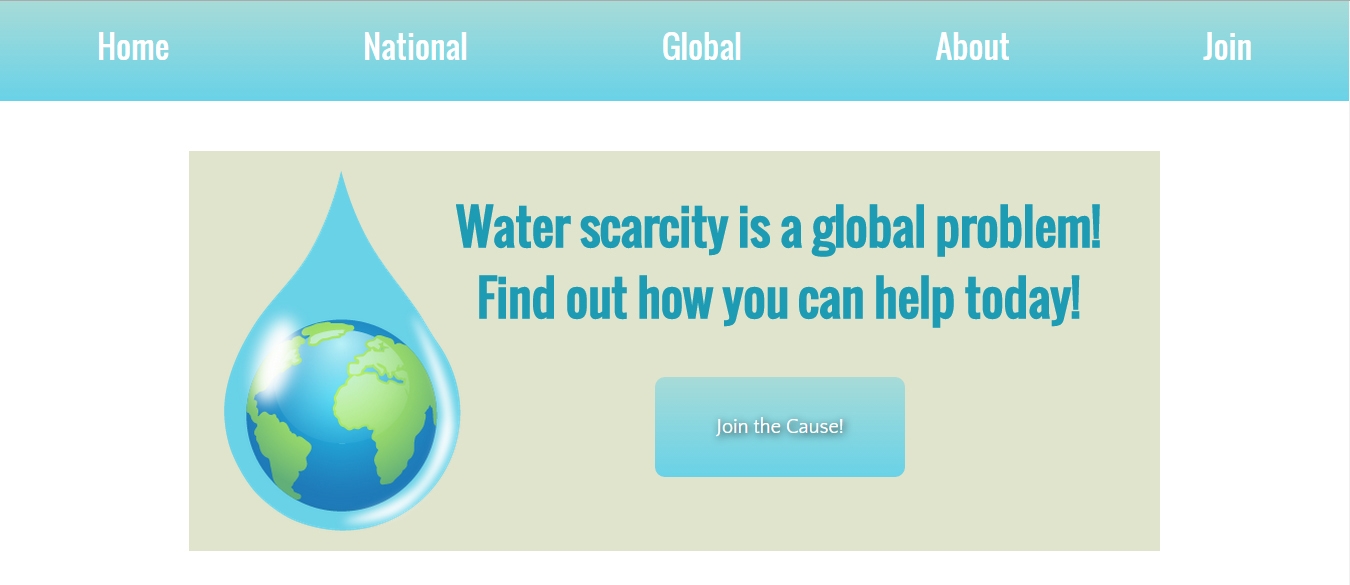 Home National Global About Join
Water scarcity is a global problem!
Find out how you can help today!
Join the Cause!